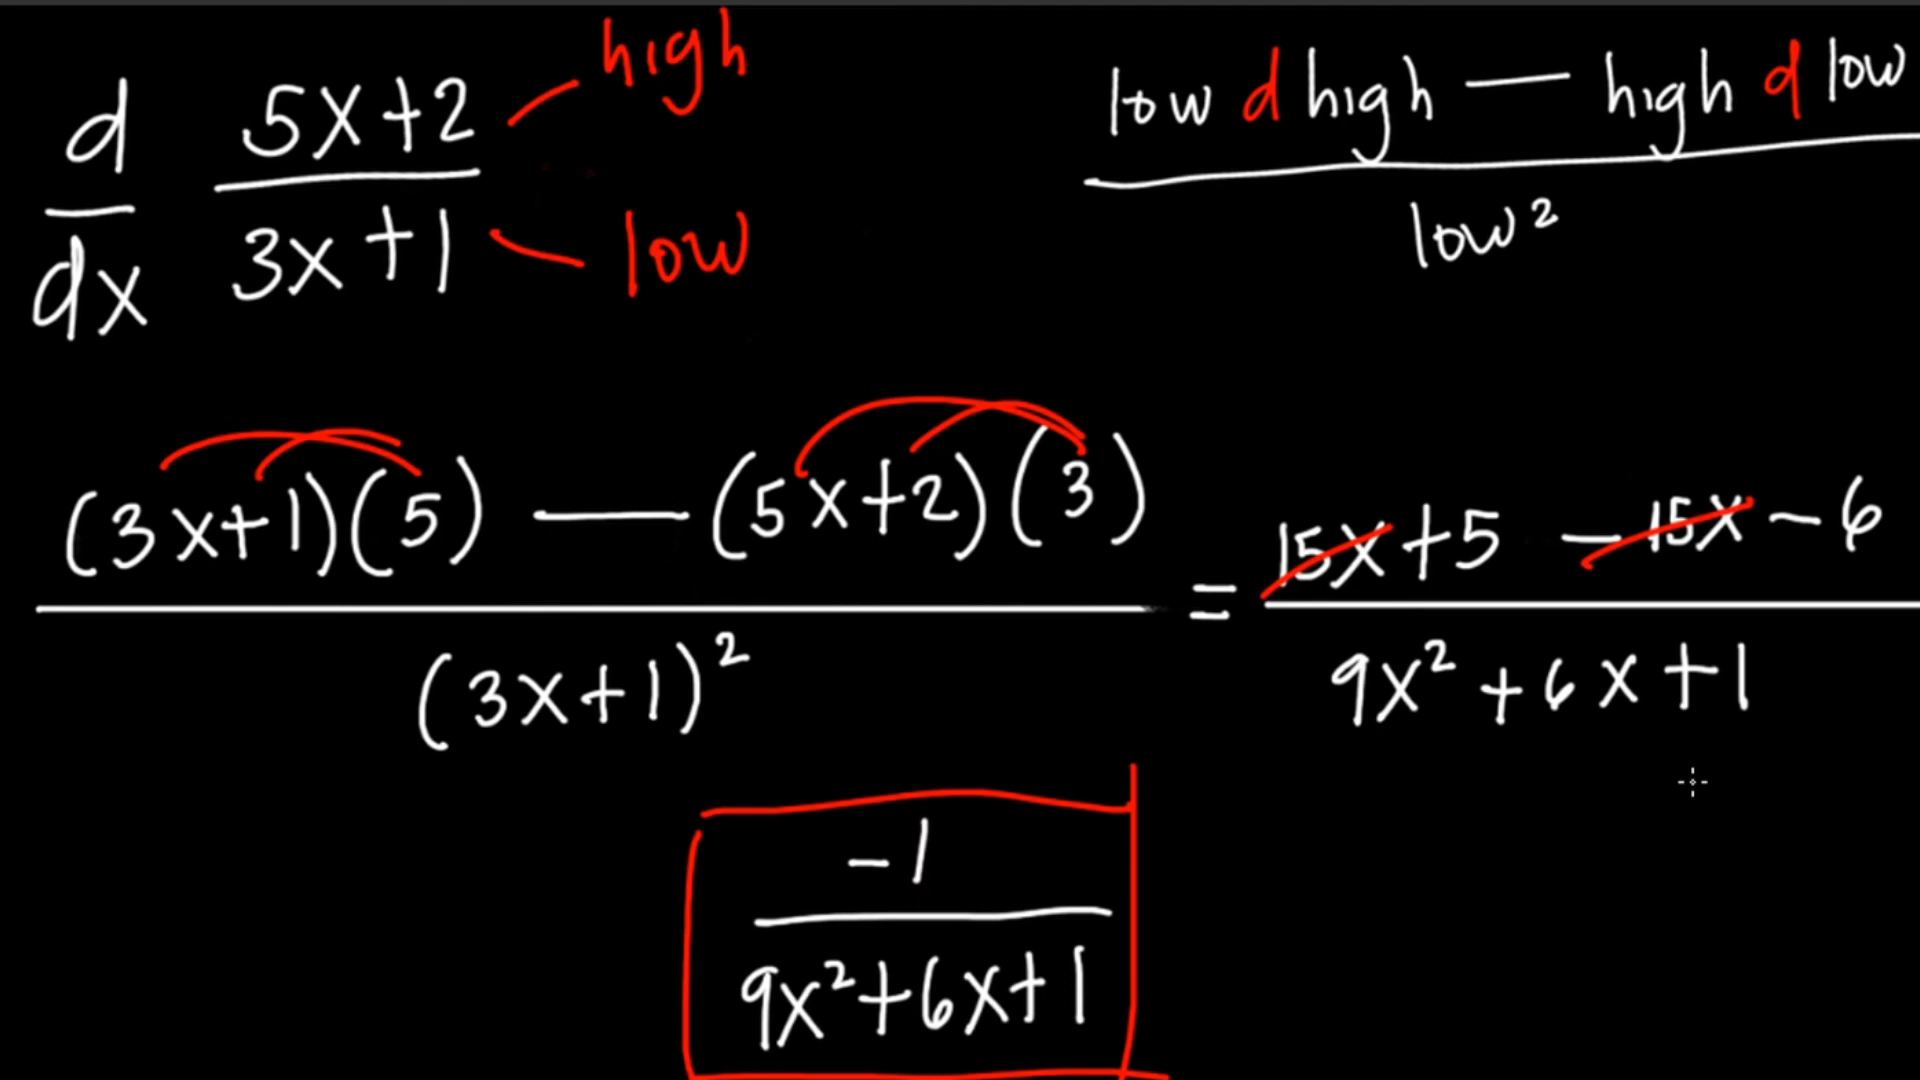 d/dx (5x+2)/(3x+1) high low
(low d high — high d low)/low²
((3x+1)(5) — (5x+2)(3))/(3x+1)² = (15x+5 -15x-6)/(9x²+6x+1)
-1/(9x²+6x+1)